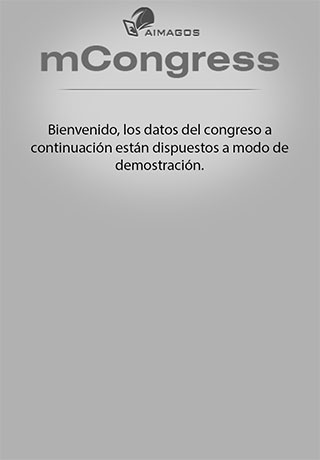 AIMAGOS
mCongress
Bienvenido, los datos del congreso a
continuación están dispuestos a modo de
demostración.